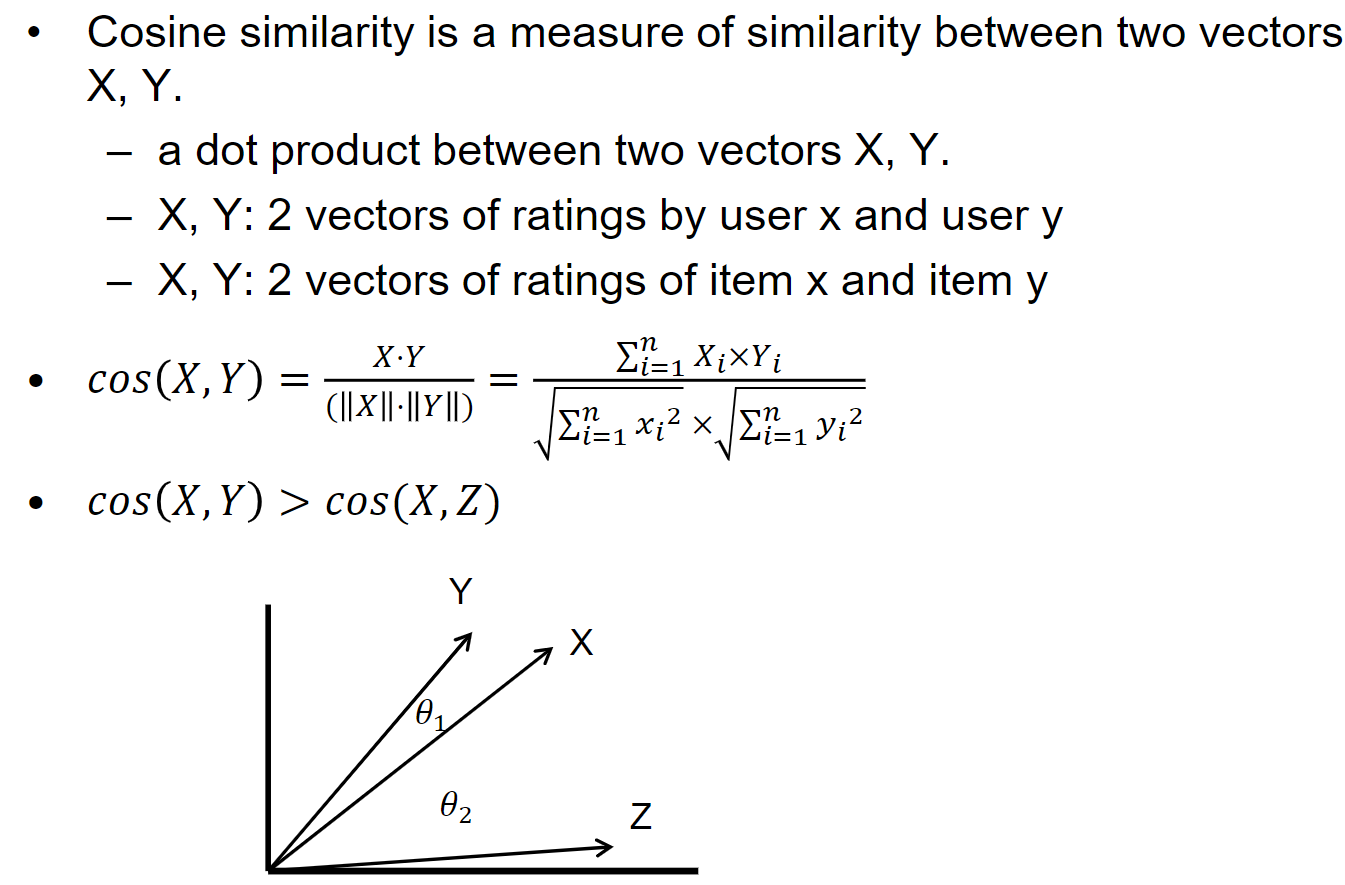 • Cosine similarity is a measure of similarity between two vectors
X, Y.
– a dot product between two vectors X, Y.
– X, Y: 2 vectors of ratings by user x and user y
– X, Y: 2 vectors of ratings of item x and item y
• cos(X, Y) = X·Y / (‖X‖·‖Y‖) = ∑ⁿᵢ₌₁ Xᵢ×Yᵢ / √(∑ⁿᵢ₌₁ xᵢ²) × √(∑ⁿᵢ₌₁ yᵢ²)
• cos(X, Y) > cos(X, Z)
Y
X
θ₁
θ₂
Z